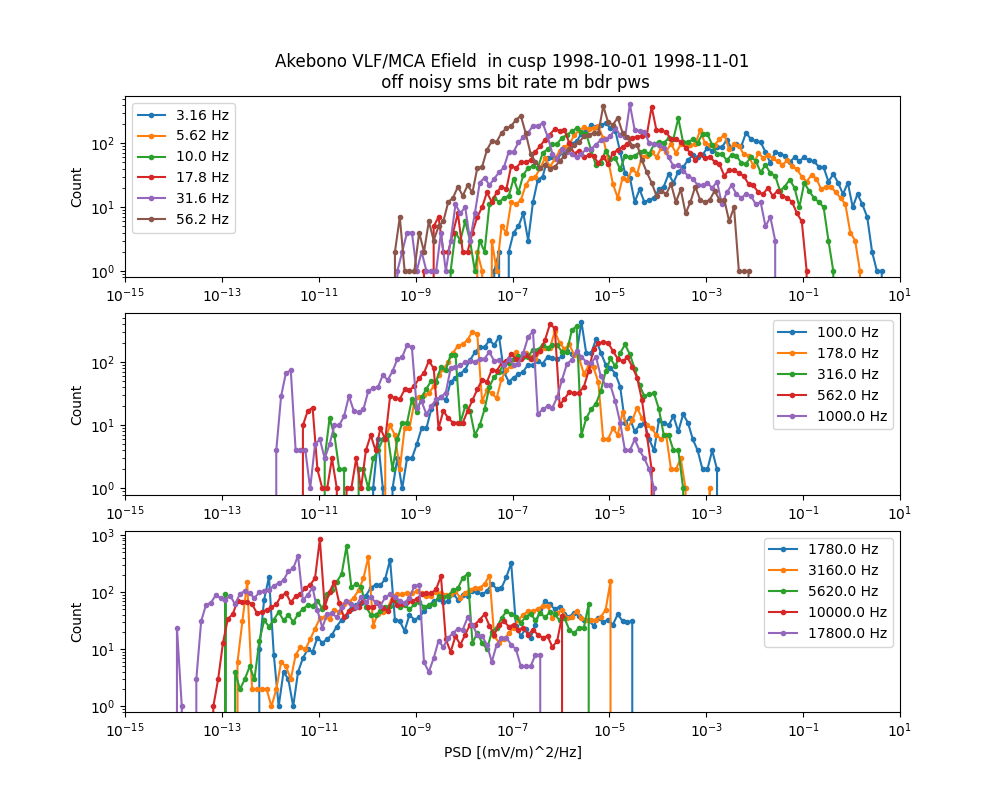 Akebono VLF/MCA Efield  in cusp 1998-10-01 1998-11-01
off noisy sms bit rate m bdr pws
Count
10^2
10^1
10^0
3.16 Hz
5.62 Hz
10.0 Hz
17.8 Hz
31.6 Hz
56.2 Hz
10^−15 10^−13 10^−11 10^−9 10^−7 10^−5 10^−3 10^−1 10^1
Count
10^2
10^1
10^0
100.0 Hz
178.0 Hz
316.0 Hz
562.0 Hz
1000.0 Hz
10^−15 10^−13 10^−11 10^−9 10^−7 10^−5 10^−3 10^−1 10^1
Count
10^3
10^2
10^1
10^0
1780.0 Hz
3160.0 Hz
5620.0 Hz
10000.0 Hz
17800.0 Hz
10^−15 10^−13 10^−11 10^−9 10^−7 10^−5 10^−3 10^−1 10^1
PSD [(mV/m)^2/Hz]